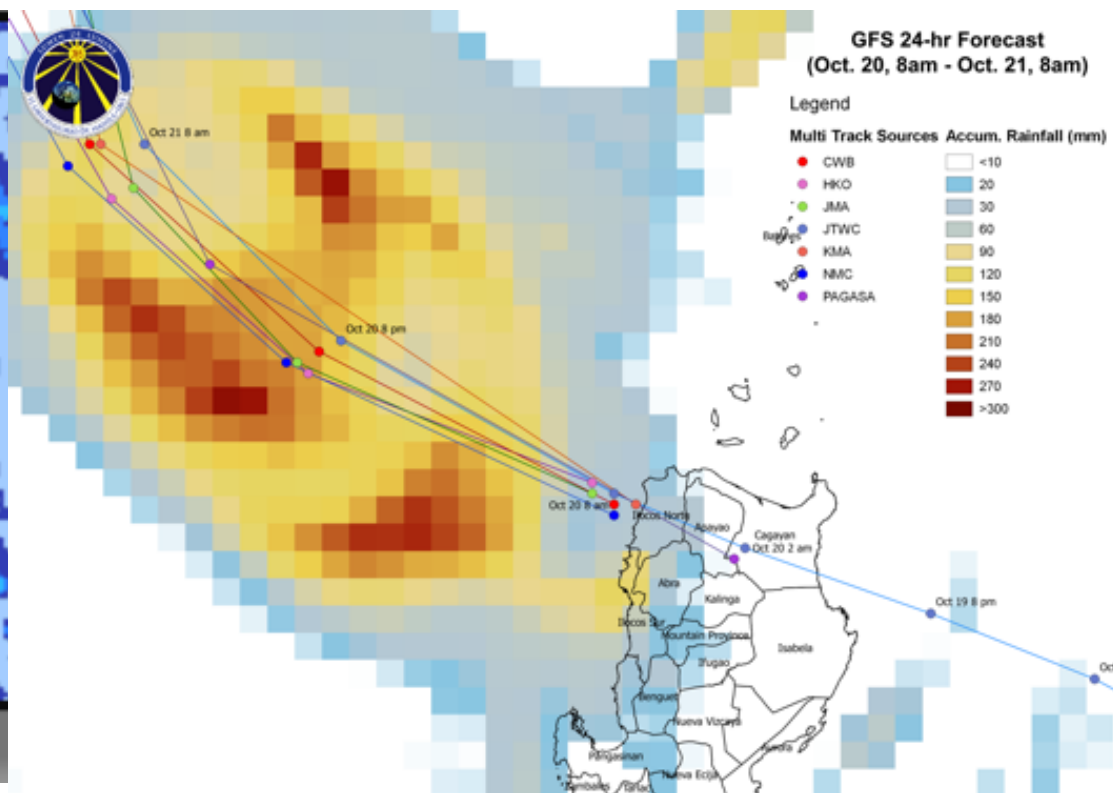 GFS 24-hr Forecast
(Oct. 20, 8am - Oct. 21, 8am)
Legend
Multi Track Sources
CWB
HKO
JMA
JTWC
KMA
NMC
PAGASA
Accum. Rainfall (mm)
<10
20
30
60
90
120
150
180
210
240
270
>300
Oct 21 8 am
Oct 20 8 pm
Oct 20 8 am
Ilocos Norte
Apayao
Cagayan
Oct 20 2 am
Abra
Kalinga
Oct 19 8 pm
Ilocos Sur
Mountain Province
Isabela
Ifugao
Benguet
Nueva Vizcaya
Aurora
Pangasinan
Nueva Ecija
Zambales
Tarlac